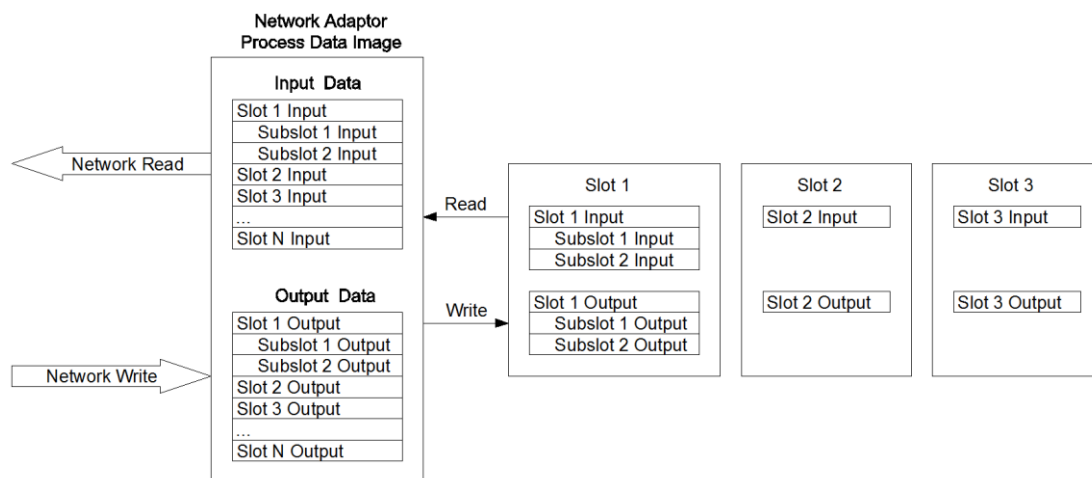 Network Adaptor
Process Data Image
Input Data
Slot 1 Input
Subslot 1 Input
Subslot 2 Input
Slot 2 Input
Slot 3 Input
...
Slot N Input
Network Read
Output Data
Slot 1 Output
Subslot 1 Output
Subslot 2 Output
Slot 2 Output
Slot 3 Output
...
Slot N Output
Network Write
Read
Write
Slot 1
Slot 1 Input
Subslot 1 Input
Subslot 2 Input
Slot 1 Output
Subslot 1 Output
Subslot 2 Output
Slot 2
Slot 2 Input
Slot 2 Output
Slot 3
Slot 3 Input
Slot 3 Output